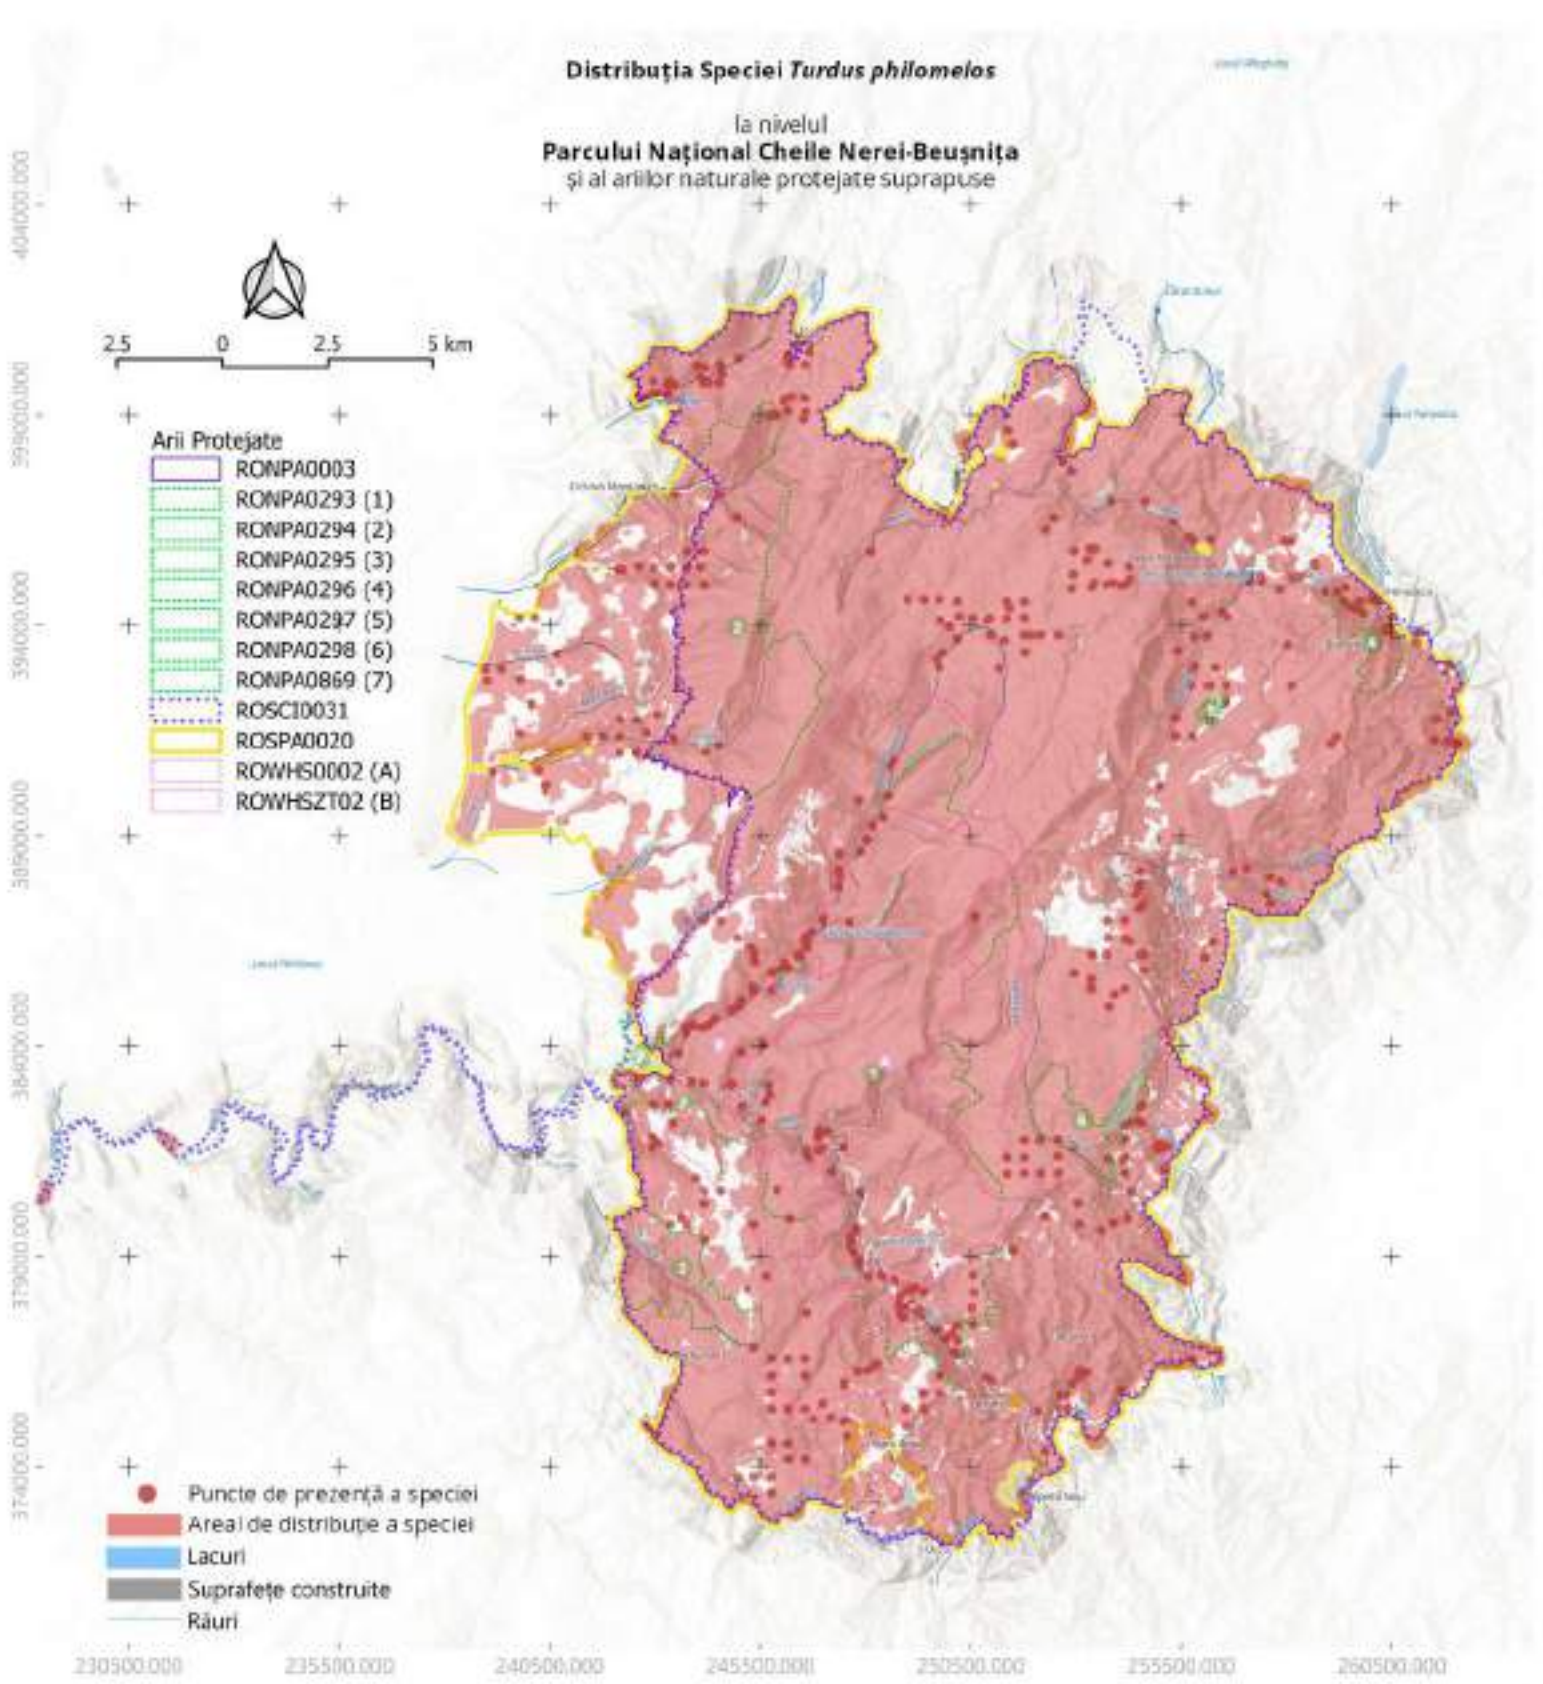 Distribuția Speciei Turdus philomelos
la nivelul
Parcului Național Cheile Nerei-Beușnița
și al ariilor naturale protejate suprapuse
404000.000
399000.000
394000.000
389000.000
384000.000
379000.000
374000.000
2.5 0 2.5 5 km
Arii Protejate
RONPA0003
RONPA0293 (1)
RONPA0294 (2)
RONPA0295 (3)
RONPA0296 (4)
RONPA0297 (5)
RONPA0298 (6)
RONPA0869 (7)
ROSCI0031
ROSPA0020
ROWHS0002 (A)
ROWHSZT02 (B)
Puncte de prezență a speciei
Areal de distribuție a speciei
Lacuri
Suprafețe construite
Râuri
230500.000 235500.000 240500.000 245500.000 250500.000 255500.000 260500.000